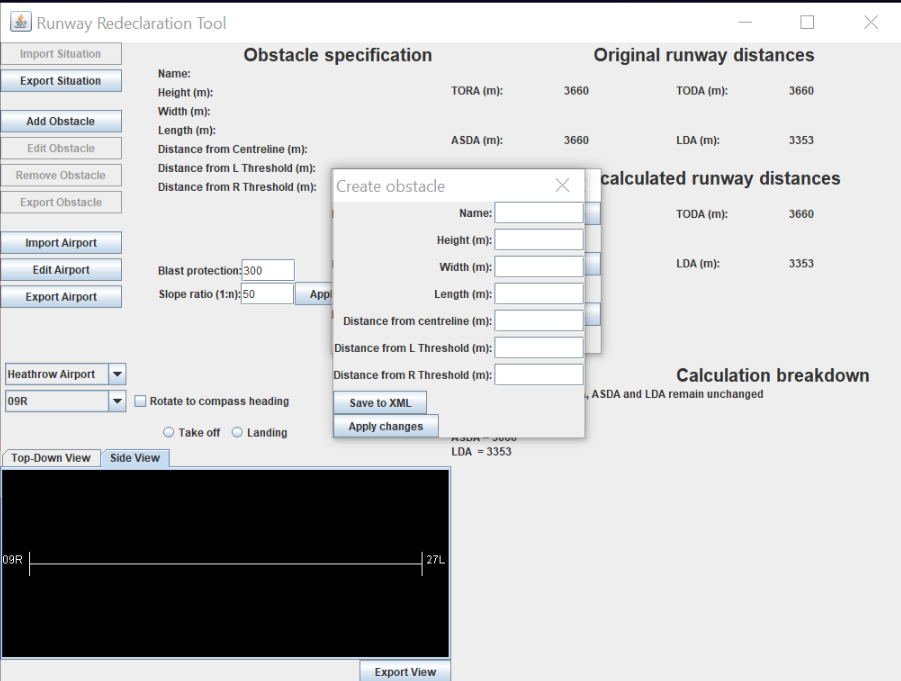 Runway Redeclaration Tool
Import Situation
Export Situation
Add Obstacle
Edit Obstacle
Remove Obstacle
Export Obstacle
Import Airport
Edit Airport
Export Airport
Heathrow Airport
09R
Rotate to compass heading
Take off Landing
Obstacle specification
Name:
Height (m):
Width (m):
Length (m):
Distance from Centreline (m):
Distance from L Threshold (m):
Distance from R Threshold (m):
Blast protection: 300
Slope ratio (1:n): 50
Original runway distances
TORA (m): 3660 TODA (m): 3660
ASDA (m): 3660 LDA (m): 3353
calculated runway distances
TODA (m): 3660
LDA (m): 3353
Create obstacle
Name:
Height (m):
Width (m):
Length (m):
Distance from centreline (m):
Distance from L Threshold (m):
Distance from R Threshold (m):
Save to XML
Apply changes
Calculation breakdown
, ASDA and LDA remain unchanged
ASDA = 3660
LDA = 3353
Top-Down View Side View
09R 27L
Export View